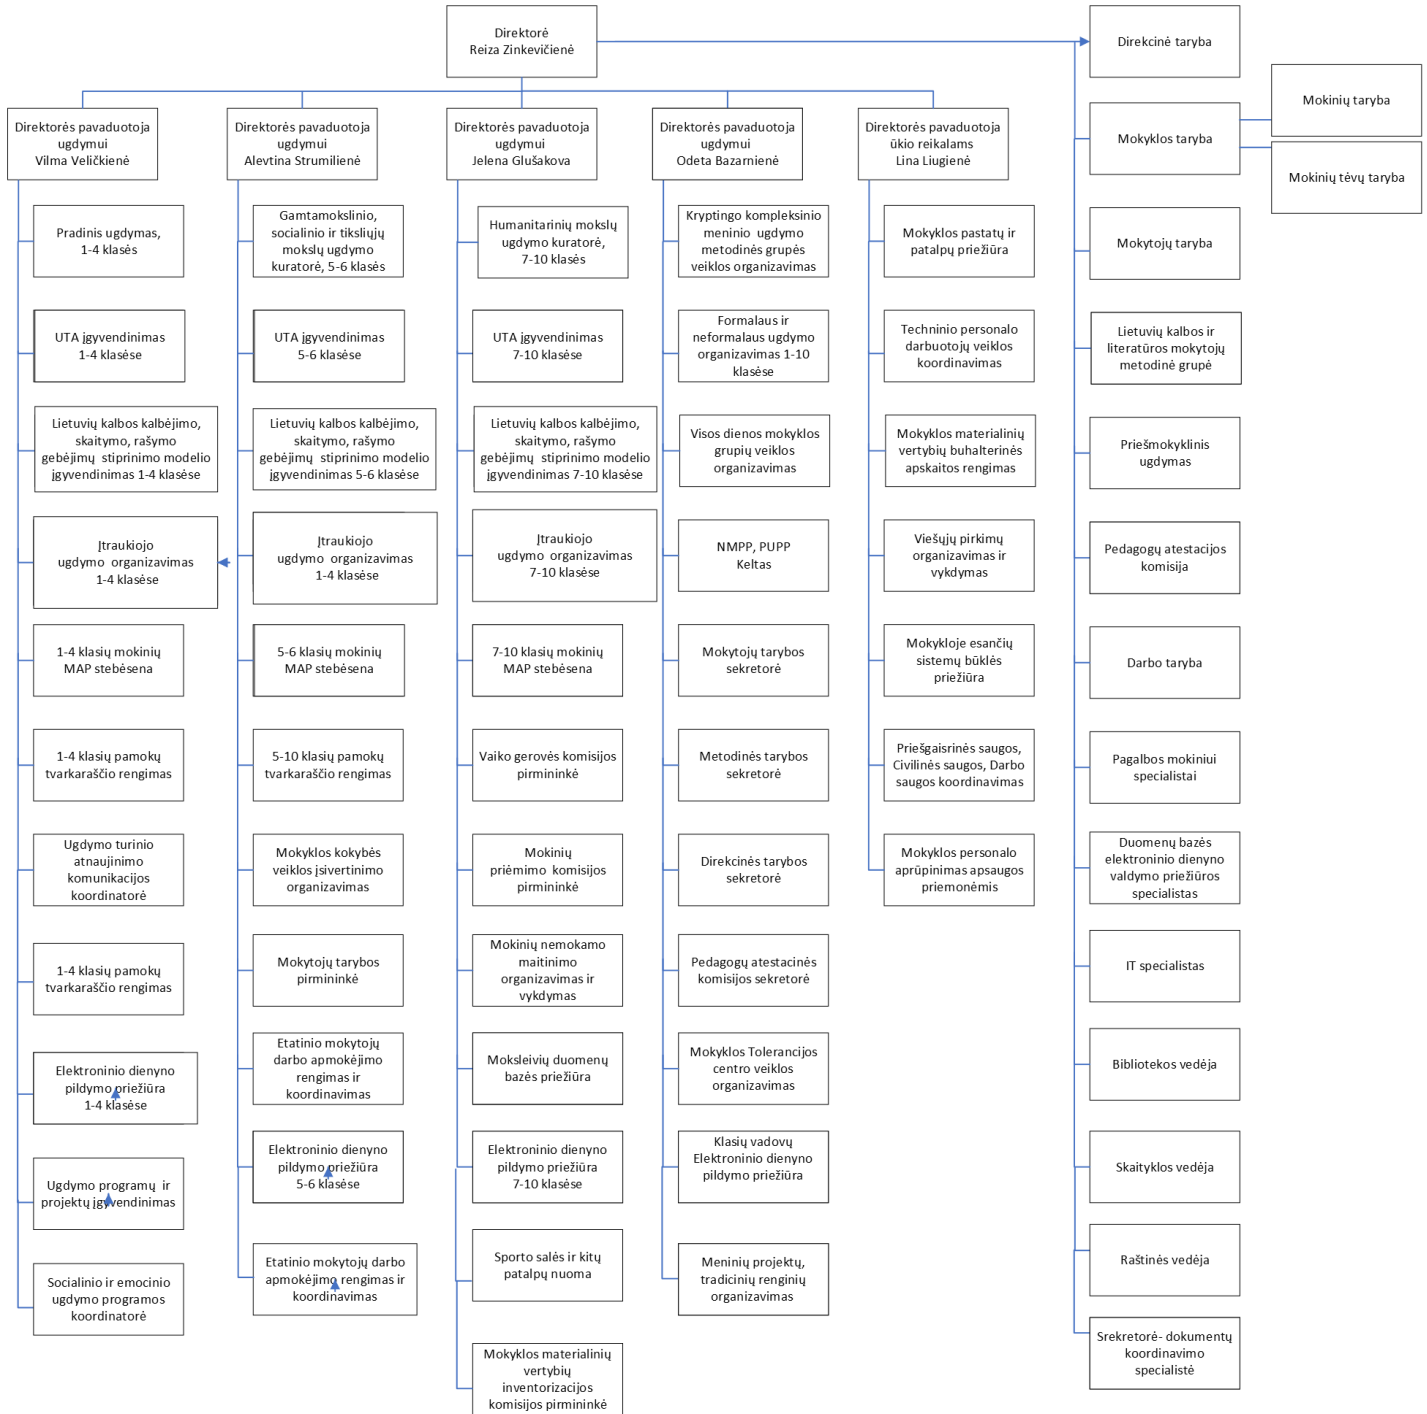 Direktorė
Reiza Zinkevičienė
Direkcinė taryba
Mokinių taryba
Mokyklos taryba
Mokinių tėvų taryba
Direktorės pavaduotoja
ugdymui
Vilma Veličkienė
Direktorės pavaduotoja
ugdymui
Alevtina Strumilienė
Direktorės pavaduotoja
ugdymui
Jelena Glušakova
Direktorės pavaduotoja
ugdymui
Odeta Bazarnienė
Direktorės pavaduotoja
ūkio reikalams
Lina Liugienė
Pradinis ugdymas,
1-4 klasės
UTA įgyvendinimas
1-4 klasėse
Lietuvių kalbos kalbėjimo,
skaitymo, rašymo
gebėjimų stiprinimo modelio
įgyvendinimas 1-4 klasėse
Įtraukiojo
ugdymo organizavimas
1-4 klasėse
1-4 klasių mokinių
MAP stebėsena
1-4 klasių pamokų
tvarkaraščio rengimas
Ugdymo turinio
atnaujinimo
komunikacijos
koordinatorė
1-4 klasių pamokų
tvarkaraščio rengimas
Elektroninio dienyno
pildymo priežiūra
1-4 klasėse
Ugdymo programų ir
projektų įgyvendinimas
Socialinio ir emocinio
ugdymo programos
koordinatorė
Gamtamokslinio,
socialinio ir tiksliųjų
mokslų ugdymo
kuratorė, 5-6 klasės
UTA įgyvendinimas
5-6 klasėse
Lietuvių kalbos kalbėjimo,
skaitymo, rašymo
gebėjimų stiprinimo modelio
įgyvendinimas 5-6 klasėse
Įtraukiojo
ugdymo organizavimas
1-4 klasėse
5-6 klasių mokinių
MAP stebėsena
5-10 klasių pamokų
tvarkaraščio rengimas
Mokyklos kokybės
veiklos įsivertinimo
organizavimas
Mokytojų tarybos
pirmininkė
Etatinio mokytojų
darbo apmokėjimo
rengimas ir
koordinavimas
Elektroninio dienyno
pildymo priežiūra
5-6 klasėse
Etatinio mokytojų darbo
apmokėjimo rengimas ir
koordinavimas
Humanitarinių mokslų
ugdymo kuratorė,
7-10 klasės
UTA įgyvendinimas
7-10 klasėse
Lietuvių kalbos kalbėjimo,
skaitymo, rašymo
gebėjimų stiprinimo modelio
įgyvendinimas 7-10 klasėse
Įtraukiojo
ugdymo organizavimas
7-10 klasėse
7-10 klasių mokinių
MAP stebėsena
Vaiko gerovės komisijos
pirmininkė
Mokinių
priėmimo komisijos
pirmininkė
Mokinių nemokamo
maitinimo
organizavimas ir
vykdymas
Moksleivių duomenų
bazės priežiūra
Elektroninio dienyno
pildymo priežiūra
7-10 klasėse
Sporto salės ir kitų
patalpų nuoma
Mokyklos materialinių
vertybių
inventorizacijos
komisijos pirmininkė
Kryptingo kompleksinio
meninio ugdymo
metodinės grupės
veiklos organizavimas
Formalaus ir
neformalaus ugdymo
organizavimas 1-10
klasėse
Visos dienos mokyklos
grupių veiklos
organizavimas
NMPP, PUPP
Keltas
Mokytojų tarybos
sekretorė
Metodinės tarybos
sekretorė
Direkcinės tarybos
sekretorė
Pedagogų atestacinės
komisijos sekretorė
Mokyklos Tolerancijos
centro veiklos
organizavimas
Klasių vadovų
Elektroninio dienyno
pildymo priežiūra
Meninių projektų,
tradicinių renginių
organizavimas
Mokyklos pastatų ir
patalpų priežiūra
Techninio personalo
darbuotojų veiklos
koordinavimas
Mokyklos materialinių
vertybių buhalterinės
apskaitos rengimas
Viešųjų pirkimų
organizavimas ir
vykdymas
Mokykloje esančių
sistemų būklės
priežiūra
Priešgaisrinės saugos,
Civilinės saugos, Darbo
saugos koordinavimas
Mokyklos personalo
aprūpinimas apsaugos
priemonėmis
Mokytojų taryba
Lietuvių kalbos ir
literatūros mokytojų
metodinė grupė
Priešmokyklinis
ugdymas
Pedagogų atestacijos
komisija
Darbo taryba
Pagalbos mokiniui
specialistai
Duomenų bazės
elektroninio dienyno
valdymo priežiūros
specialistas
IT specialistas
Bibliotekos vedėja
Skaityklos vedėja
Raštinės vedėja
Srekretorė- dokumentų
koordinavimo
specialistė